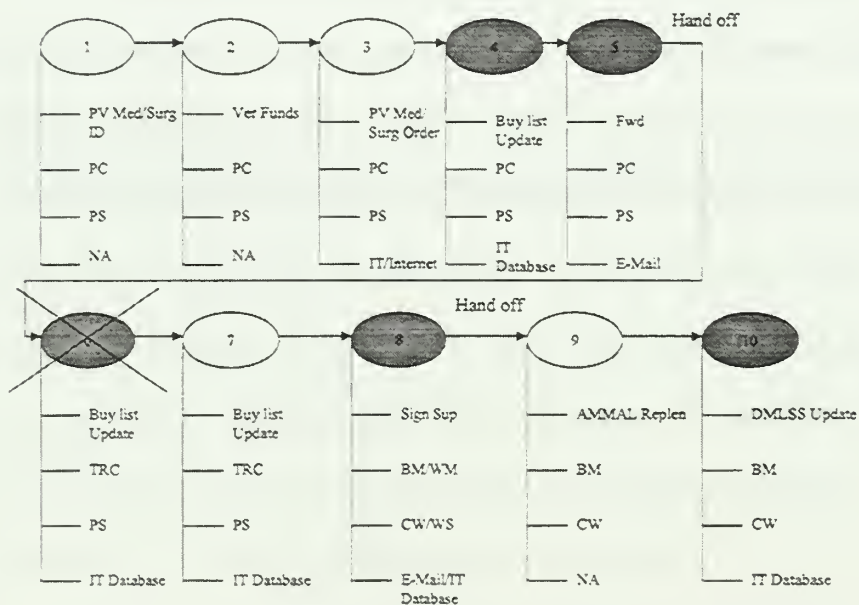 Hand off
1
2
3
4
5
PV Med/Surg
ID
Ver Funds
PV Med/
Surg Order
Buy list
Update
Fwd
PC
PC
PC
PC
PC
PS
PS
PS
PS
PS
NA
NA
IT/Internet
IT
Database
E-Mail
Hand off
6
7
8
9
10
Buy list
Update
Buy list
Update
Sign Sup
AMMAL Replen
DMLSS Update
TRC
TRC
BM/WM
BM
BM
PS
PS
CW/WS
CW
CW
IT Database
IT Database
E-Mail/IT
Database
NA
IT Database